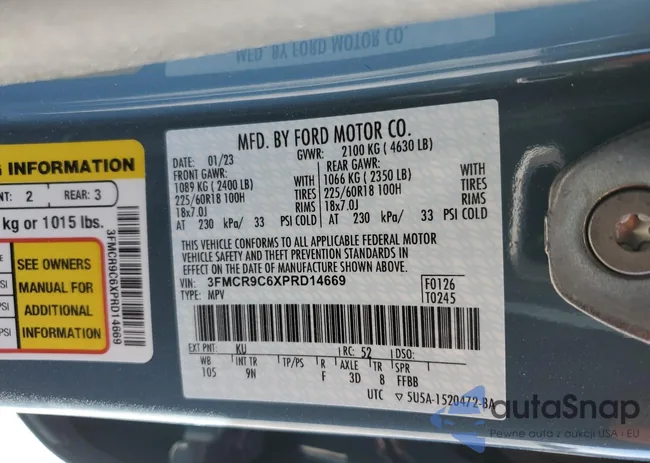 MFD. BY FORD MOTOR CO.
G INFORMATION
NT: 2 REAR: 3
kg or 1015 lbs.
SEE OWNERS
MANUAL FOR
ADDITIONAL
INFORMATION
3FMCR9C6XPRD14669
MFD. BY FORD MOTOR CO.
DATE: 01/23 GVWR: 2100 KG ( 4630 LB)
FRONT GAWR: REAR GAWR:
1089 KG ( 2400 LB) WITH 1066 KG ( 2350 LB) WITH
225/60R18 100H TIRES 225/60R18 100H TIRES
18x7.0J RIMS 18x7.0J RIMS
AT 230 kPa/ 33 PSI COLD AT 230 kPa/ 33 PSI COLD
THIS VEHICLE CONFORMS TO ALL APPLICABLE FEDERAL MOTOR
VEHICLE SAFETY AND THEFT PREVENTION STANDARDS IN
EFFECT ON THE DATE OF MANUFACTURE SHOWN ABOVE.
VIN: 3FMCR9C6XPRD14669 F0126
TYPE: MPV T0245
EXT PNT: KU RC: 52 DSO:
WB INT TR TP/PS R AXLE TR SPR
105 9N F 3D 8 FFBB
UTC ▽ 5U5A-1520472-BA
autaSnap
Pewne auta z aukcji USA i EU